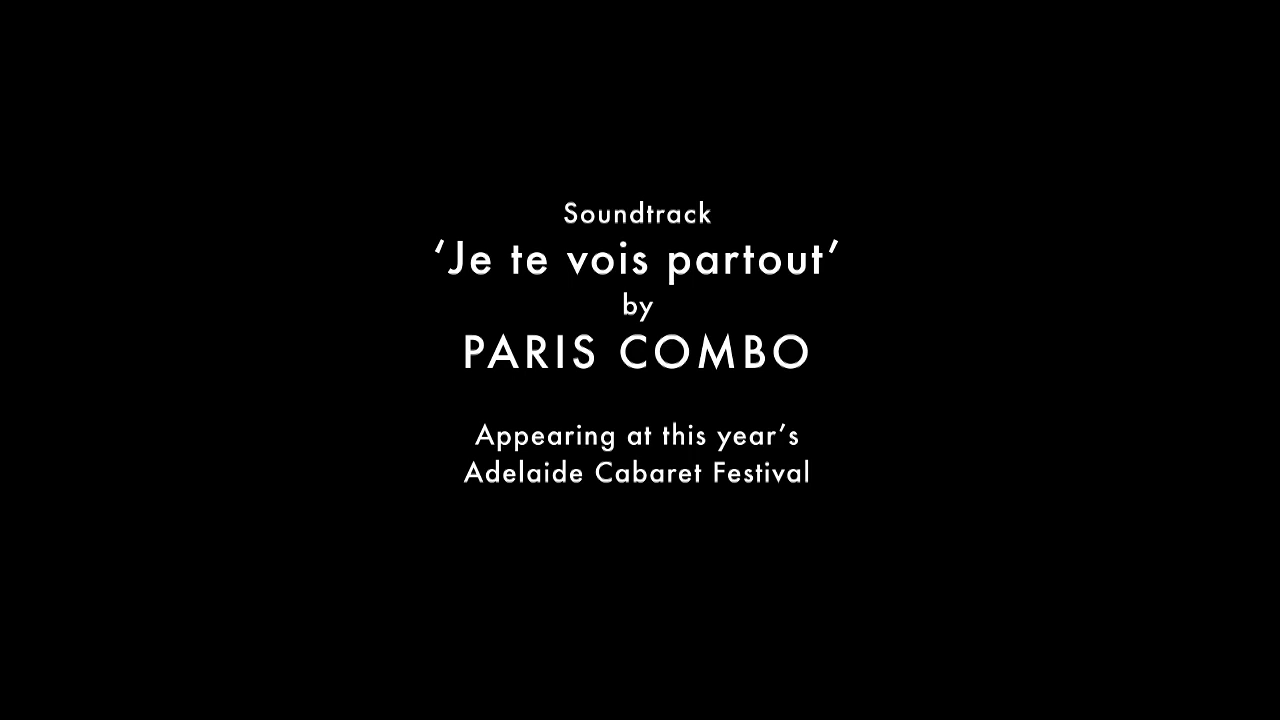 Soundtrack
‘Je te vois partout’
by
PARIS COMBO
Appearing at this year’s
Adelaide Cabaret Festival